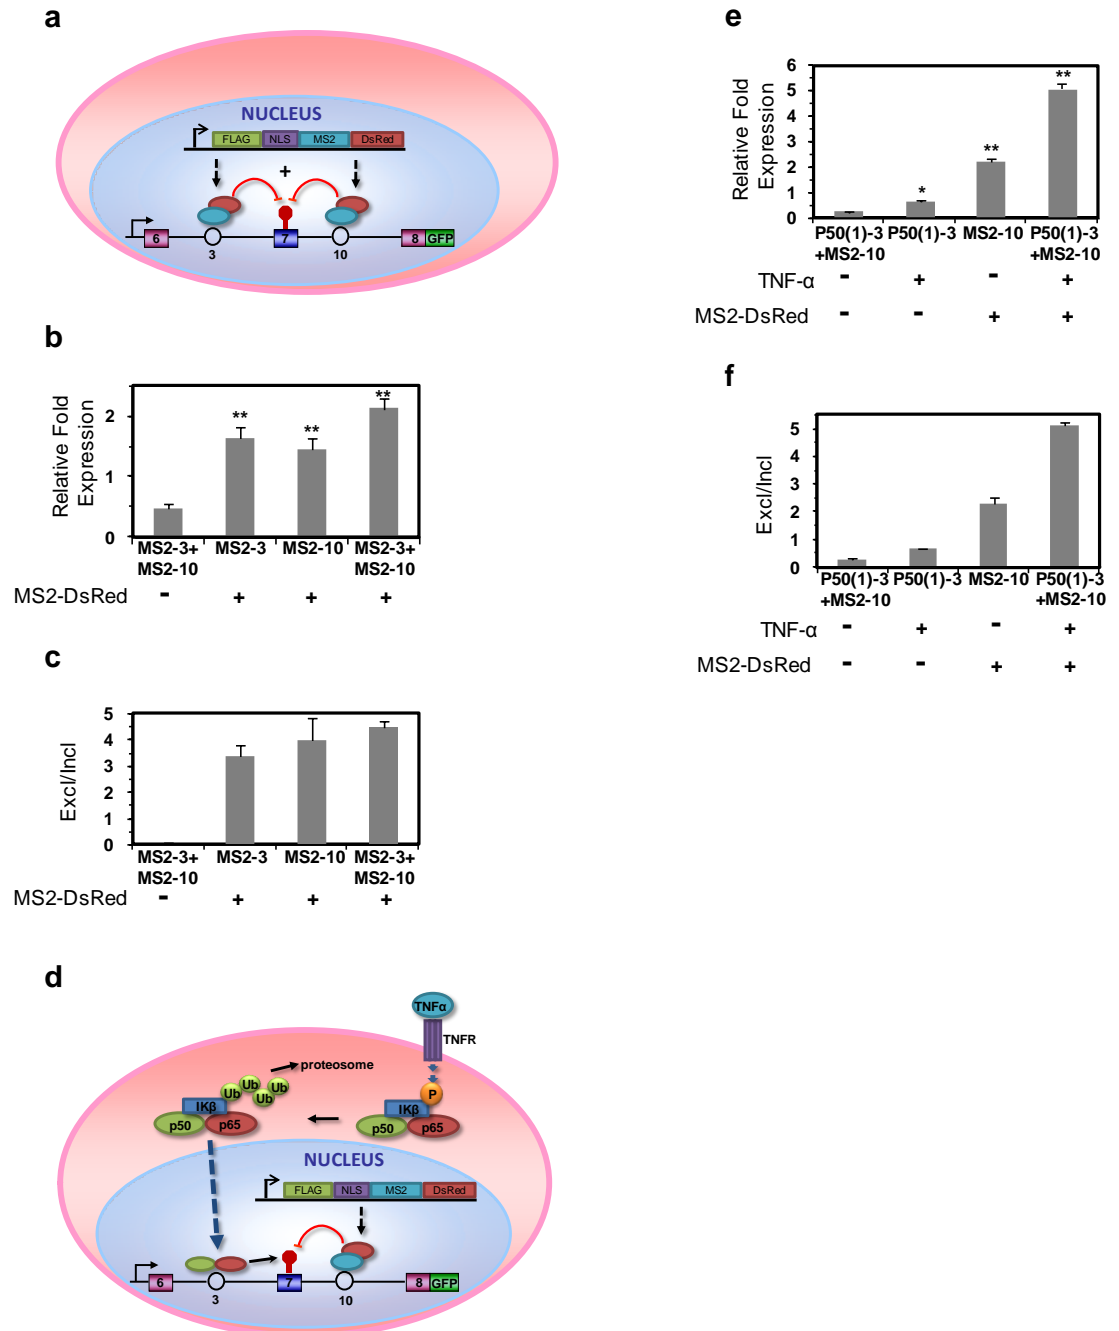 a
NUCLEUS
FLAG NLS MS2 DsRed
+
6 7 8 GFP
3 10
b
Relative Fold
Expression
2
1
0
** ** **
MS2-3+ MS2-3 MS2-10 MS2-3+
MS2-10 MS2-10
MS2-DsRed - + + +
c
Excl/Incl
5
4
3
2
1
0
MS2-3+ MS2-3 MS2-10 MS2-3+
MS2-10 MS2-10
MS2-DsRed - + + +
d
TNFα
TNFR
proteosome
Ub Ub Ub Ub
P
IKβ IKβ
p50 p65 p50 p65
NUCLEUS
FLAG NLS MS2 DsRed
6 7 8 GFP
3 10
e
Relative Fold
Expression
6
5
4
3
2
1
0
* ** **
P50(1)-3 P50(1)-3 MS2-10 P50(1)-3
+MS2-10 +MS2-10
TNF-α - + - +
MS2-DsRed - - + +
f
Excl/Incl
5
4
3
2
1
0
P50(1)-3 P50(1)-3 MS2-10 P50(1)-3
+MS2-10 +MS2-10
TNF-α - + - +
MS2-DsRed - - + +